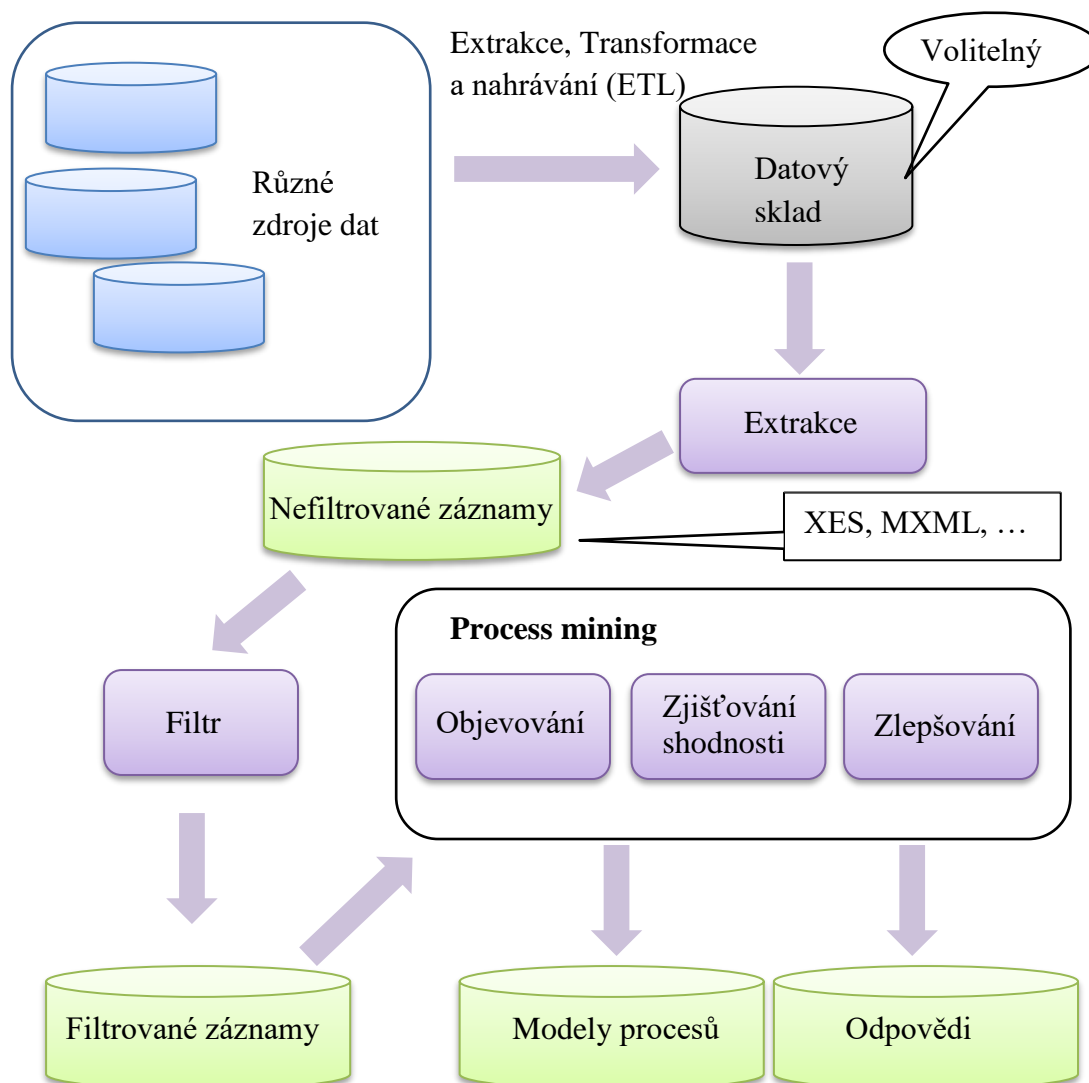 Extrakce, Transformace
a nahrávání (ETL)
Volitelný
Různé
zdroje dat
Datový
sklad
Extrakce
Nefiltrované záznamy
XES, MXML, …
Process mining
Filtr
Objevování
Zjišťování
shodnosti
Zlepšování
Filtrované záznamy
Modely procesů
Odpovědi